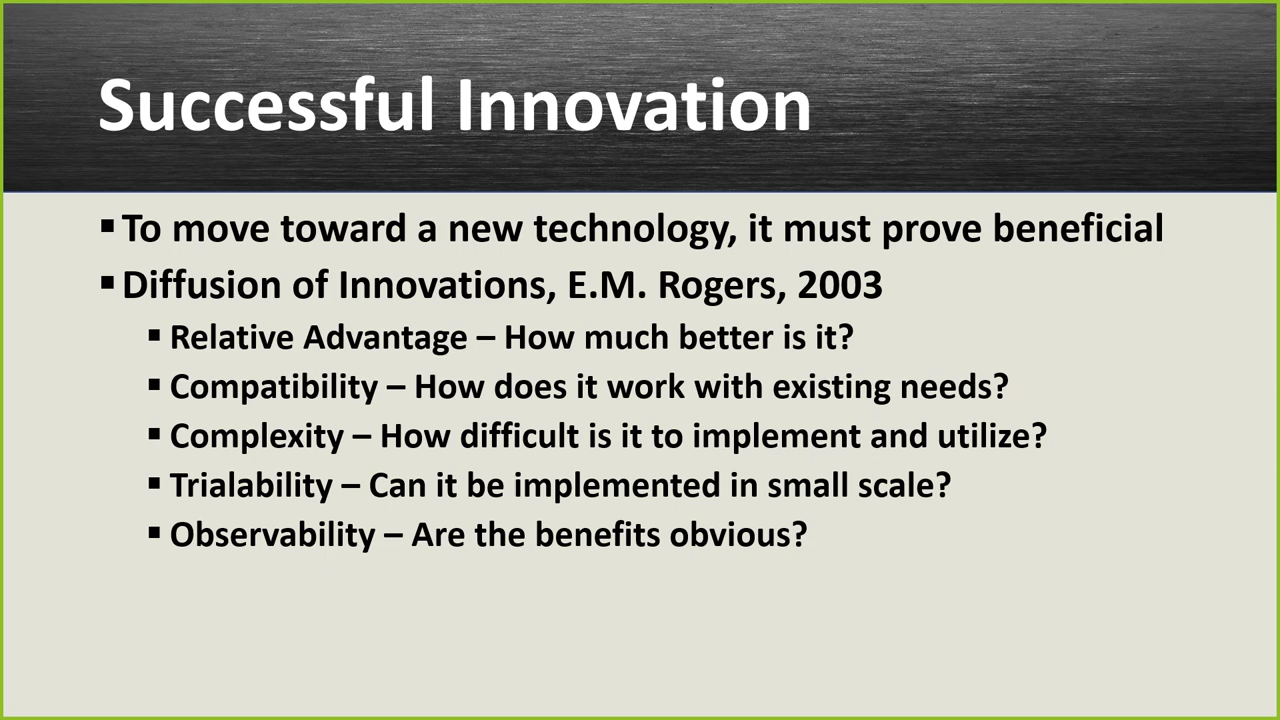 Successful Innovation
▪ To move toward a new technology, it must prove beneficial
▪ Diffusion of Innovations, E.M. Rogers, 2003
▪ Relative Advantage – How much better is it?
▪ Compatibility – How does it work with existing needs?
▪ Complexity – How difficult is it to implement and utilize?
▪ Trialability – Can it be implemented in small scale?
▪ Observability – Are the benefits obvious?